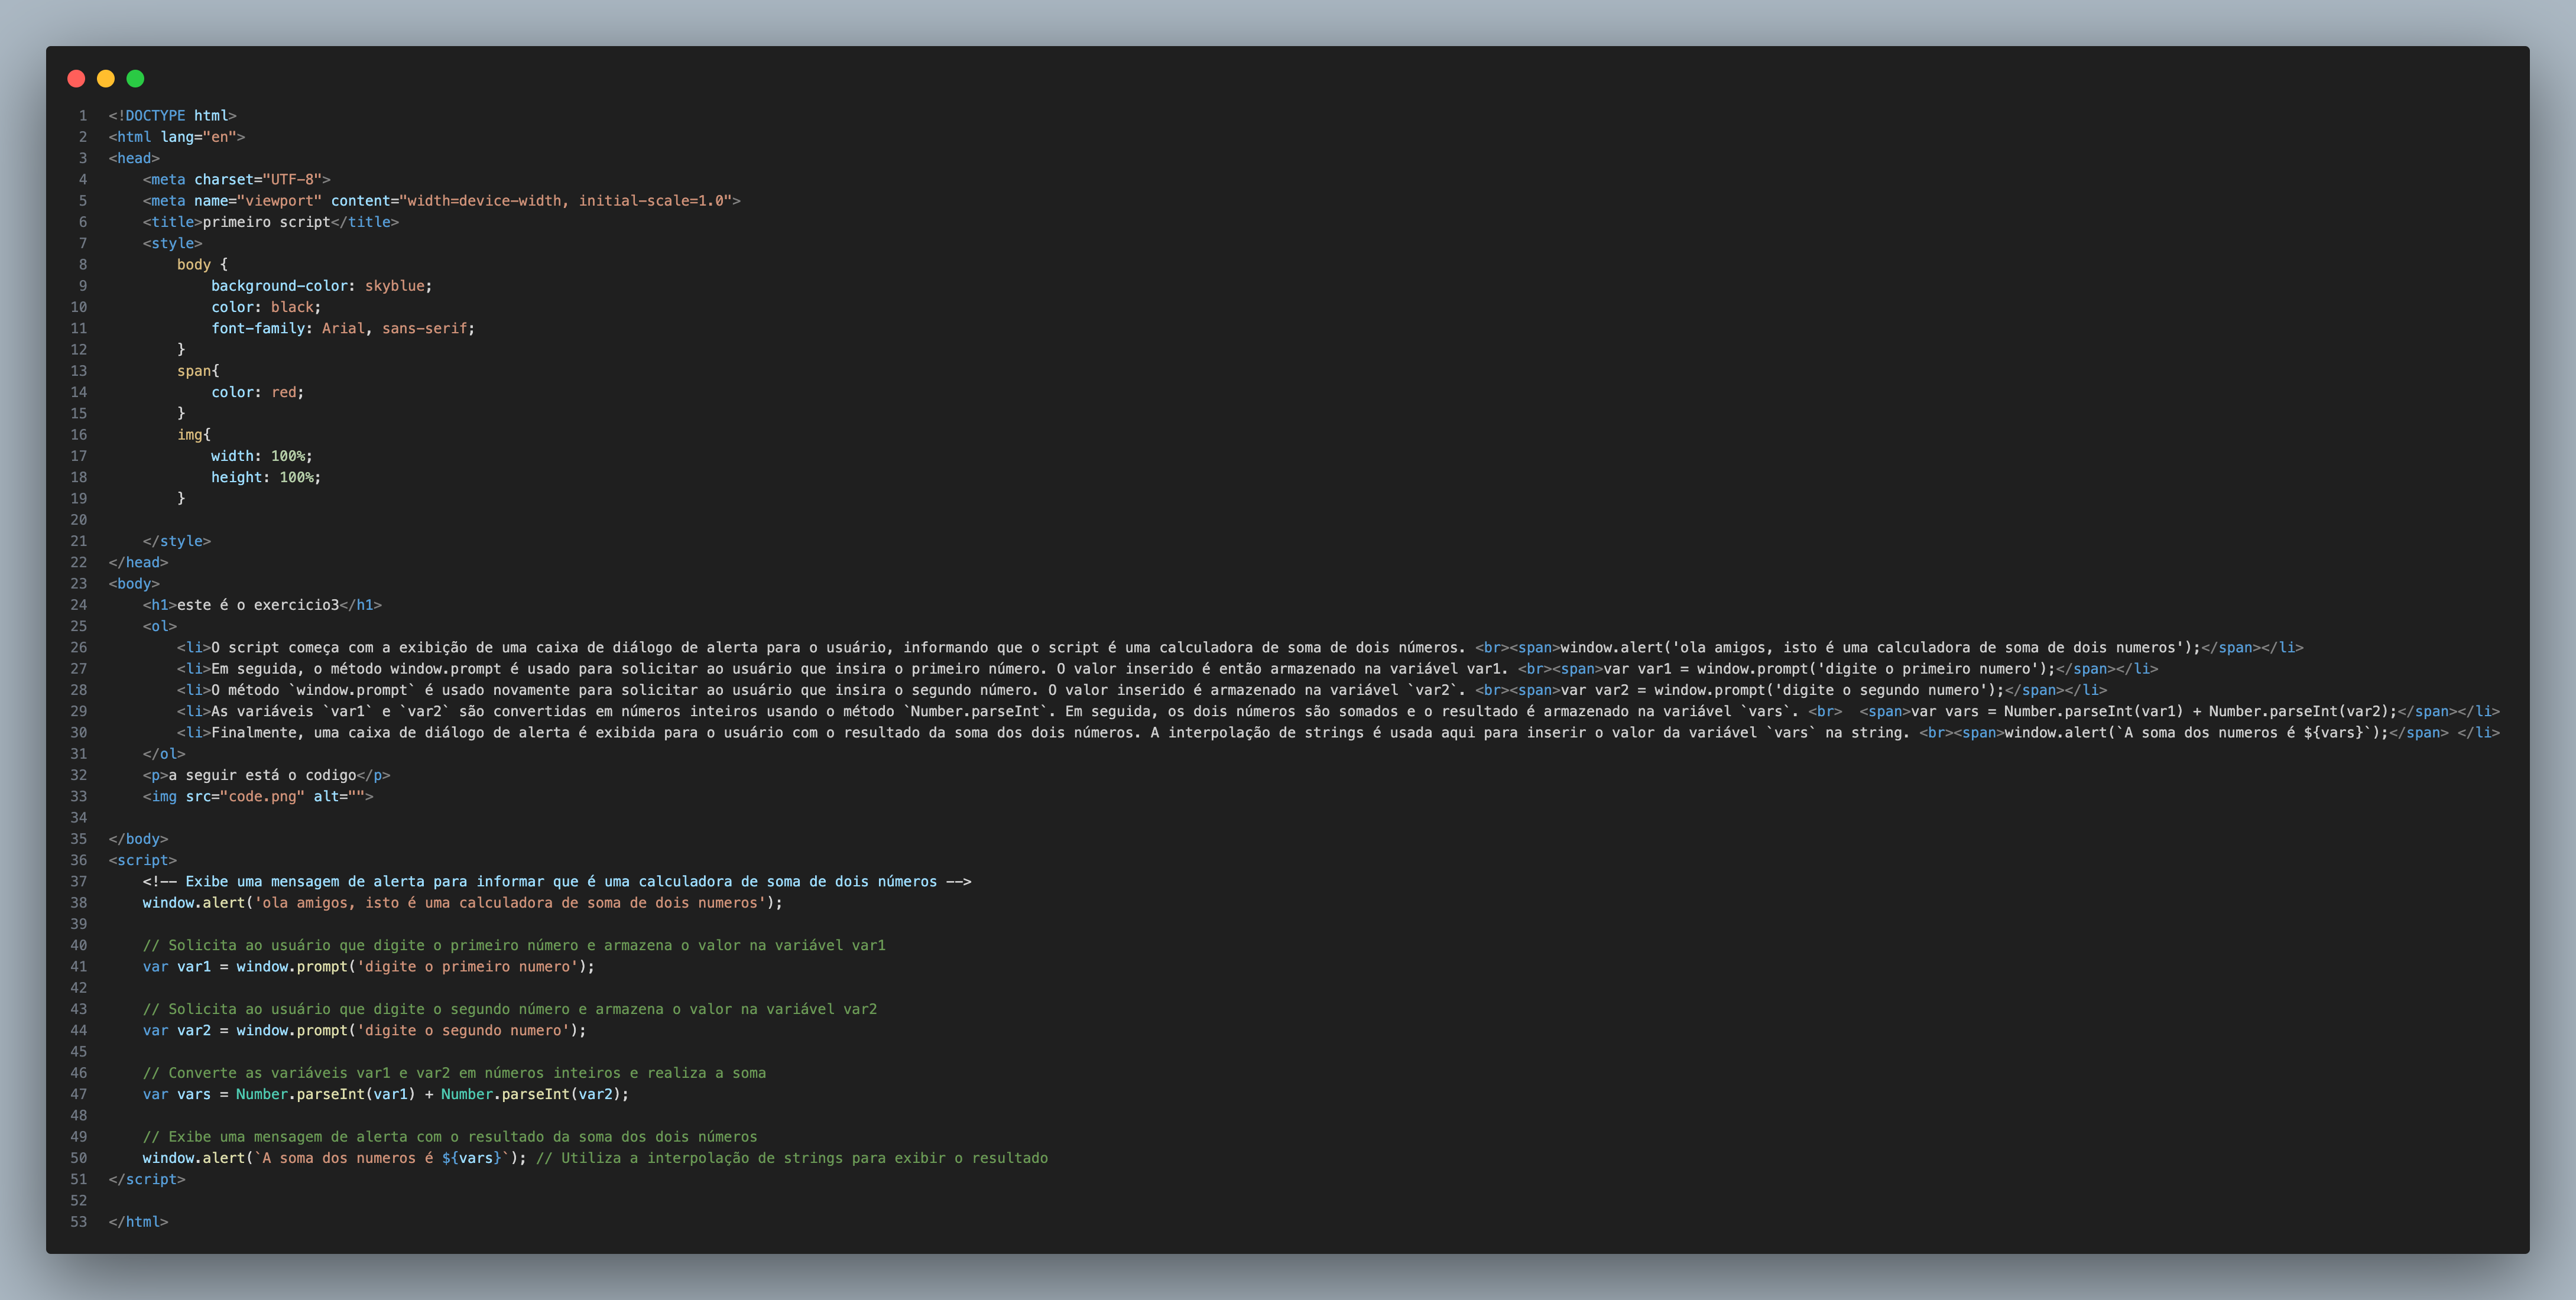 1 <!DOCTYPE html>
2 <html lang="en">
3 <head>
4     <meta charset="UTF-8">
5     <meta name="viewport" content="width=device-width, initial-scale=1.0">
6     <title>primeiro script</title>
7     <style>
8         body {
9             background-color: skyblue;
10             color: black;
11             font-family: Arial, sans-serif;
12         }
13         span{
14             color: red;
15         }
16         img{
17             width: 100%;
18             height: 100%;
19         }
20
21     </style>
22 </head>
23 <body>
24     <h1>este é o exercicio3</h1>
25     <ol>
26         <li>O script começa com a exibição de uma caixa de diálogo de alerta para o usuário, informando que o script é uma calculadora de soma de dois números. <br><span>window.alert('ola amigos, isto é uma calculadora de soma de dois numeros');</span></li>
27         <li>Em seguida, o método window.prompt é usado para solicitar ao usuário que insira o primeiro número. O valor inserido é então armazenado na variável var1. <br><span>var var1 = window.prompt('digite o primeiro numero');</span></li>
28         <li>O método `window.prompt` é usado novamente para solicitar ao usuário que insira o segundo número. O valor inserido é armazenado na variável `var2`. <br><span>var var2 = window.prompt('digite o segundo numero');</span></li>
29         <li>As variáveis `var1` e `var2` são convertidas em números inteiros usando o método `Number.parseInt`. Em seguida, os dois números são somados e o resultado é armazenado na variável `vars`. <br>  <span>var vars = Number.parseInt(var1) + Number.parseInt(var2);</span></li>
30         <li>Finalmente, uma caixa de diálogo de alerta é exibida para o usuário com o resultado da soma dos dois números. A interpolação de strings é usada aqui para inserir o valor da variável `vars` na string. <br><span>window.alert(`A soma dos numeros é ${vars}`);</span> </li>
31     </ol>
32     <p>a seguir está o codigo</p>
33     <img src="code.png" alt="">
34
35 </body>
36 <script>
37     <!-- Exibe uma mensagem de alerta para informar que é uma calculadora de soma de dois números -->
38     window.alert('ola amigos, isto é uma calculadora de soma de dois numeros');
39
40     // Solicita ao usuário que digite o primeiro número e armazena o valor na variável var1
41     var var1 = window.prompt('digite o primeiro numero');
42
43     // Solicita ao usuário que digite o segundo número e armazena o valor na variável var2
44     var var2 = window.prompt('digite o segundo numero');
45
46     // Converte as variáveis var1 e var2 em números inteiros e realiza a soma
47     var vars = Number.parseInt(var1) + Number.parseInt(var2);
48
49     // Exibe uma mensagem de alerta com o resultado da soma dos dois números
50     window.alert(`A soma dos numeros é ${vars}`); // Utiliza a interpolação de strings para exibir o resultado
51 </script>
52
53 </html>